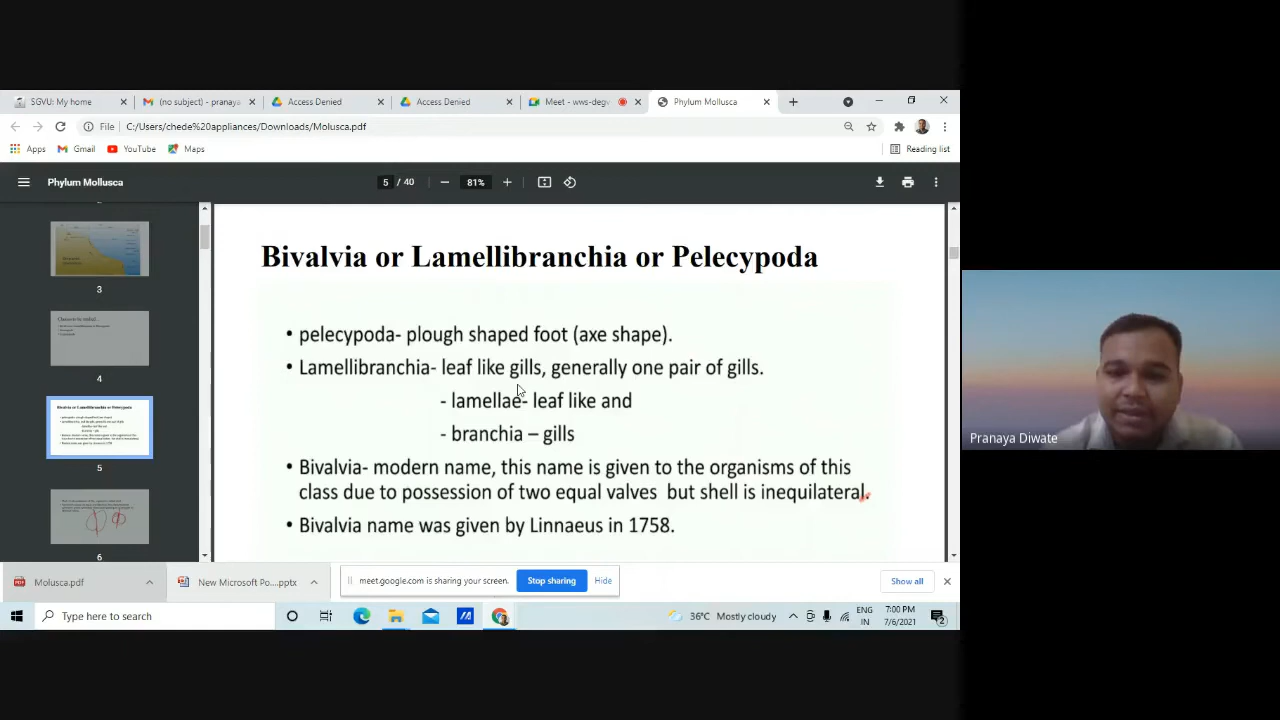 SGVU: My home
(no subject) - pranaya
Access Denied
Access Denied
Meet - wws-degv
Phylum Mollusca
File C:/Users/chede%20appliances/Downloads/Molusca.pdf
Apps Gmail YouTube Maps Reading list
Phylum Mollusca 5 / 40 81%
3
4
5
6
Bivalvia or Lamellibranchia or Pelecypoda
• pelecypoda- plough shaped foot (axe shape).
• Lamellibranchia- leaf like gills, generally one pair of gills.
- lamellae- leaf like and
- branchia – gills
• Bivalvia- modern name, this name is given to the organisms of this
class due to possession of two equal valves but shell is inequilateral.
• Bivalvia name was given by Linnaeus in 1758.
Pranaya Diwate
Molusca.pdf
New Microsoft Po....pptx
meet.google.com is sharing your screen. Stop sharing Hide
Show all
Type here to search
36°C Mostly cloudy
ENG
IN
7:00 PM
7/6/2021
2